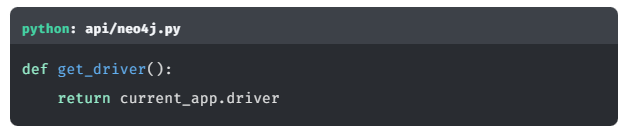 python: api/neo4j.py
def get_driver():
    return current_app.driver